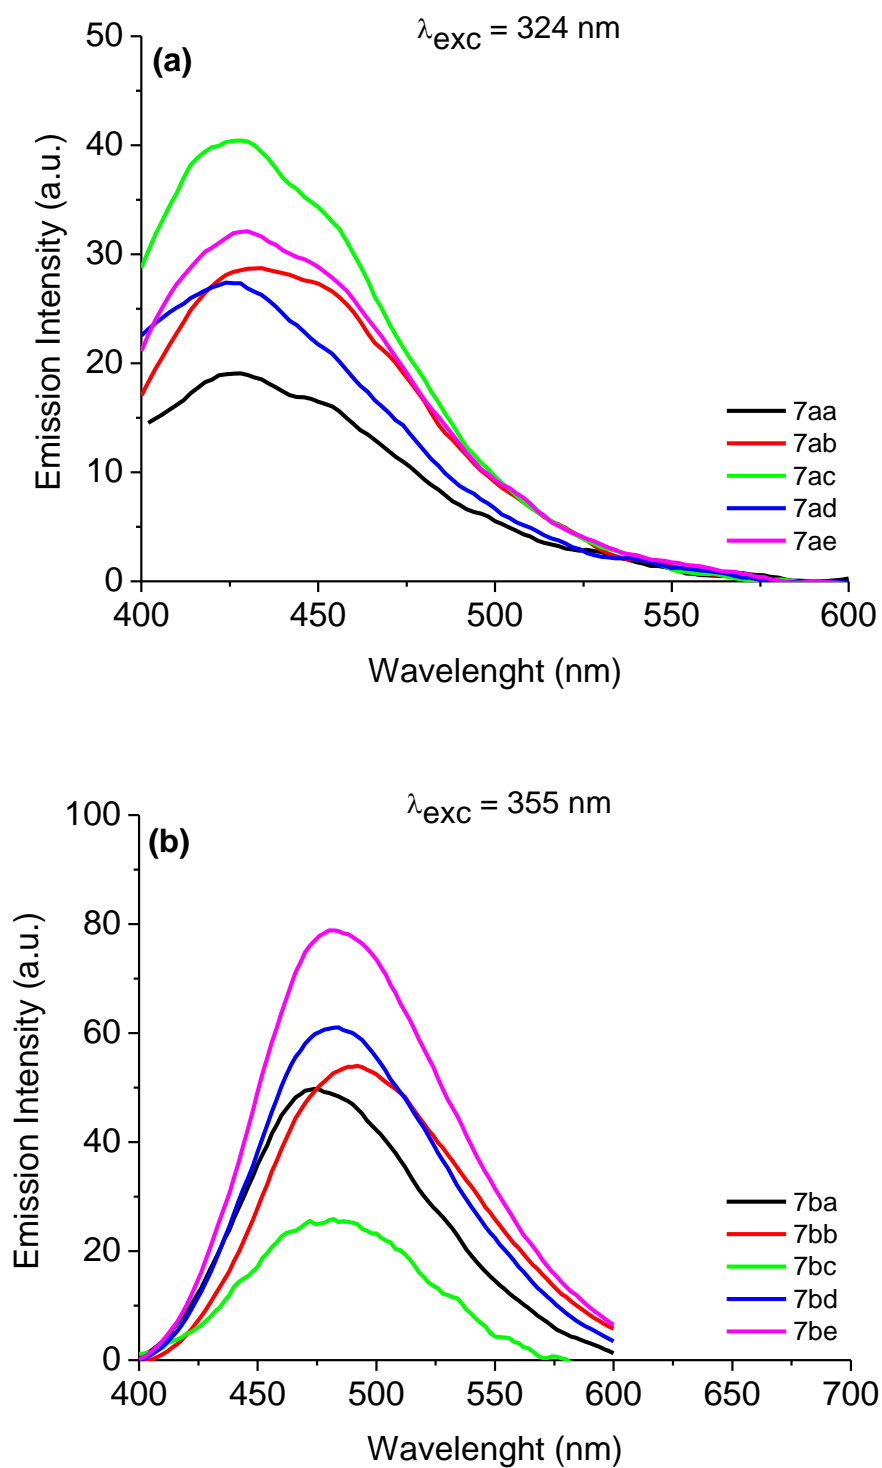 λexc = 324 nm
(a)
50
40
30
20
10
0
Emission Intensity (a.u.)
7aa
7ab
7ac
7ad
7ae
400 450 500 550 600
Wavelenght (nm)
λexc = 355 nm
(b)
100
80
60
40
20
0
Emission Intensity (a.u.)
7ba
7bb
7bc
7bd
7be
400 450 500 550 600 650 700
Wavelenght (nm)